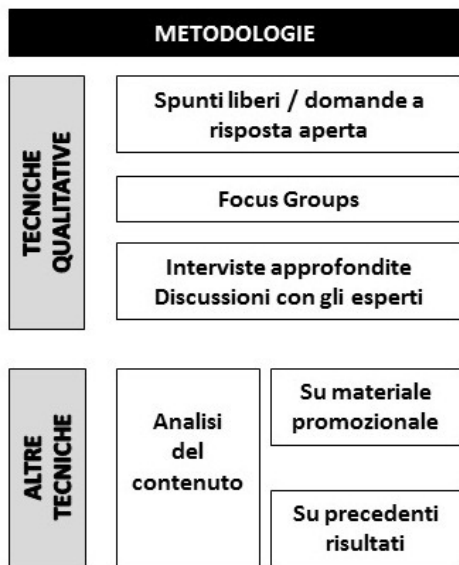 METODOLOGIE
TECNICHE
QUALITATIVE
Spunti liberi / domande a
risposta aperta
Focus Groups
Interviste approfondite
Discussioni con gli esperti
ALTRE
TECNICHE
Analisi
del
contenuto
Su materiale
promozionale
Su precedenti
risultati